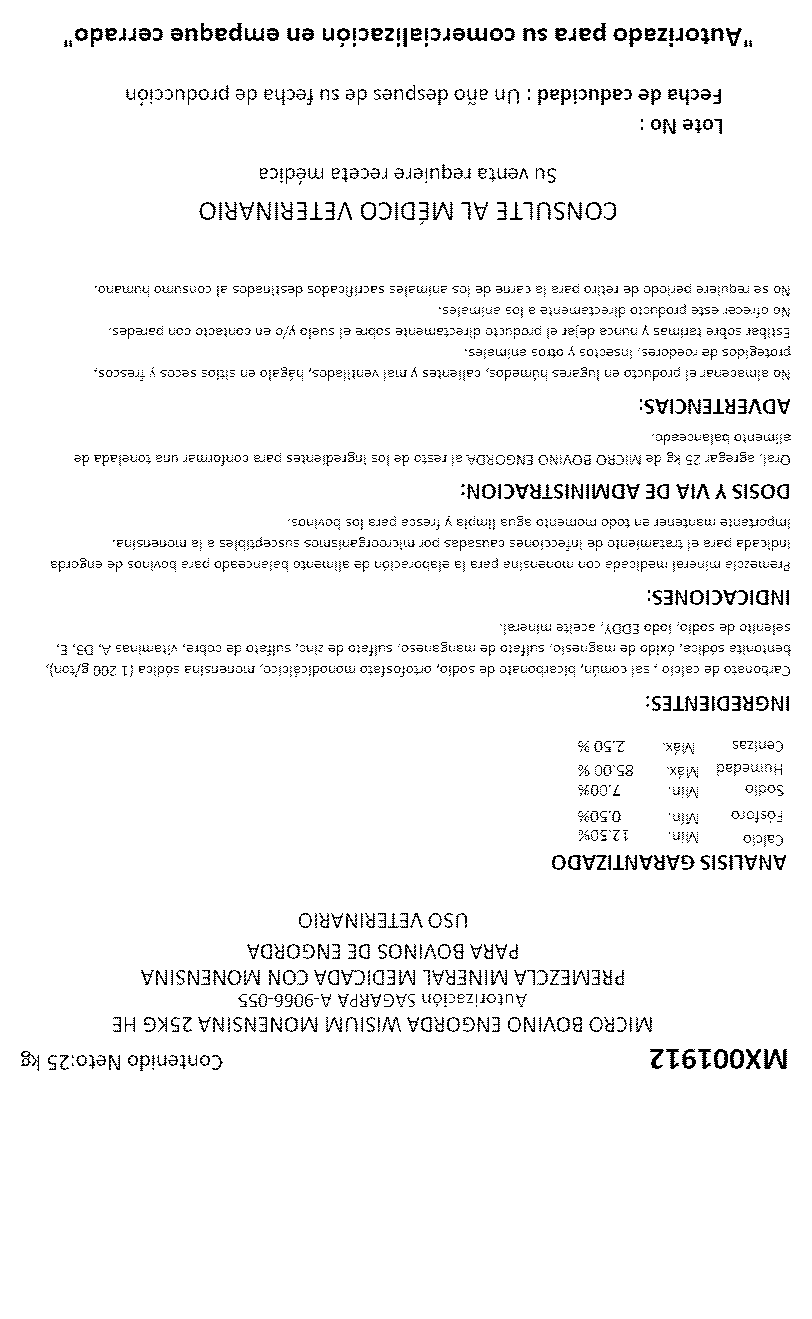 MX001912 Contenido Neto:25 kg
MICRO BOVINO ENGORDA WISIUM MONENSINA 25KG HE
Autorización SAGARPA A-9066-055
PREMEZCLA MINERAL MEDICADA CON MONENSINA
PARA BOVINOS DE ENGORDA
USO VETERINARIO
ANALISIS GARANTIZADO
Calcio Min. 12.50%
Fósforo Min. 0.50%
Sodio Min. 7.00%
Humedad Máx. 85.00 %
Cenizas Máx. 2.50 %
INGREDIENTES:
Carbonato de calcio , sal común, bicarbonato de sodio, ortofosfato monodicálcico, monensina sódica (1 200 g/ton),
bentonita sódica, óxido de magnesio, sulfato de manganeso, sulfato de zinc, sulfato de cobre, vitaminas A, D3, E,
selenito de sodio, Iodo EDDY, aceite mineral.
INDICACIONES:
Premezcla mineral medicada con monensina para la elaboración de alimento balanceado para bovinos de engorda
indicada para el tratamiento de infecciones causadas por microorganismos susceptibles a la monensina.
Importante mantener en todo momento agua limpia y fresca para los bovinos.
DOSIS Y VIA DE ADMINISTRACION:
Oral, agregar 25 kg de MICRO BOVINO ENGORDA al resto de los ingredientes para conformar una tonelada de
alimento balanceado.
ADVERTENCIAS:
No almacenar el producto en lugares húmedos, calientes y mal ventilados, hágalo en sitios secos y frescos,
protegidos de roedores, insectos y otros animales.
Estibar sobre tarimas y nunca dejar el producto directamente sobre el suelo y/o en contacto con paredes.
No ofrecer este producto directamente a los animales.
No se requiere periodo de retiro para la carne de los animales sacrificados destinados al consumo humano.
CONSULTE AL MÉDICO VETERINARIO
Su venta requiere receta médica
Lote No :
Fecha de caducidad : Un año despues de su fecha de producción
"Autorizado para su comercialización en empaque cerrado"